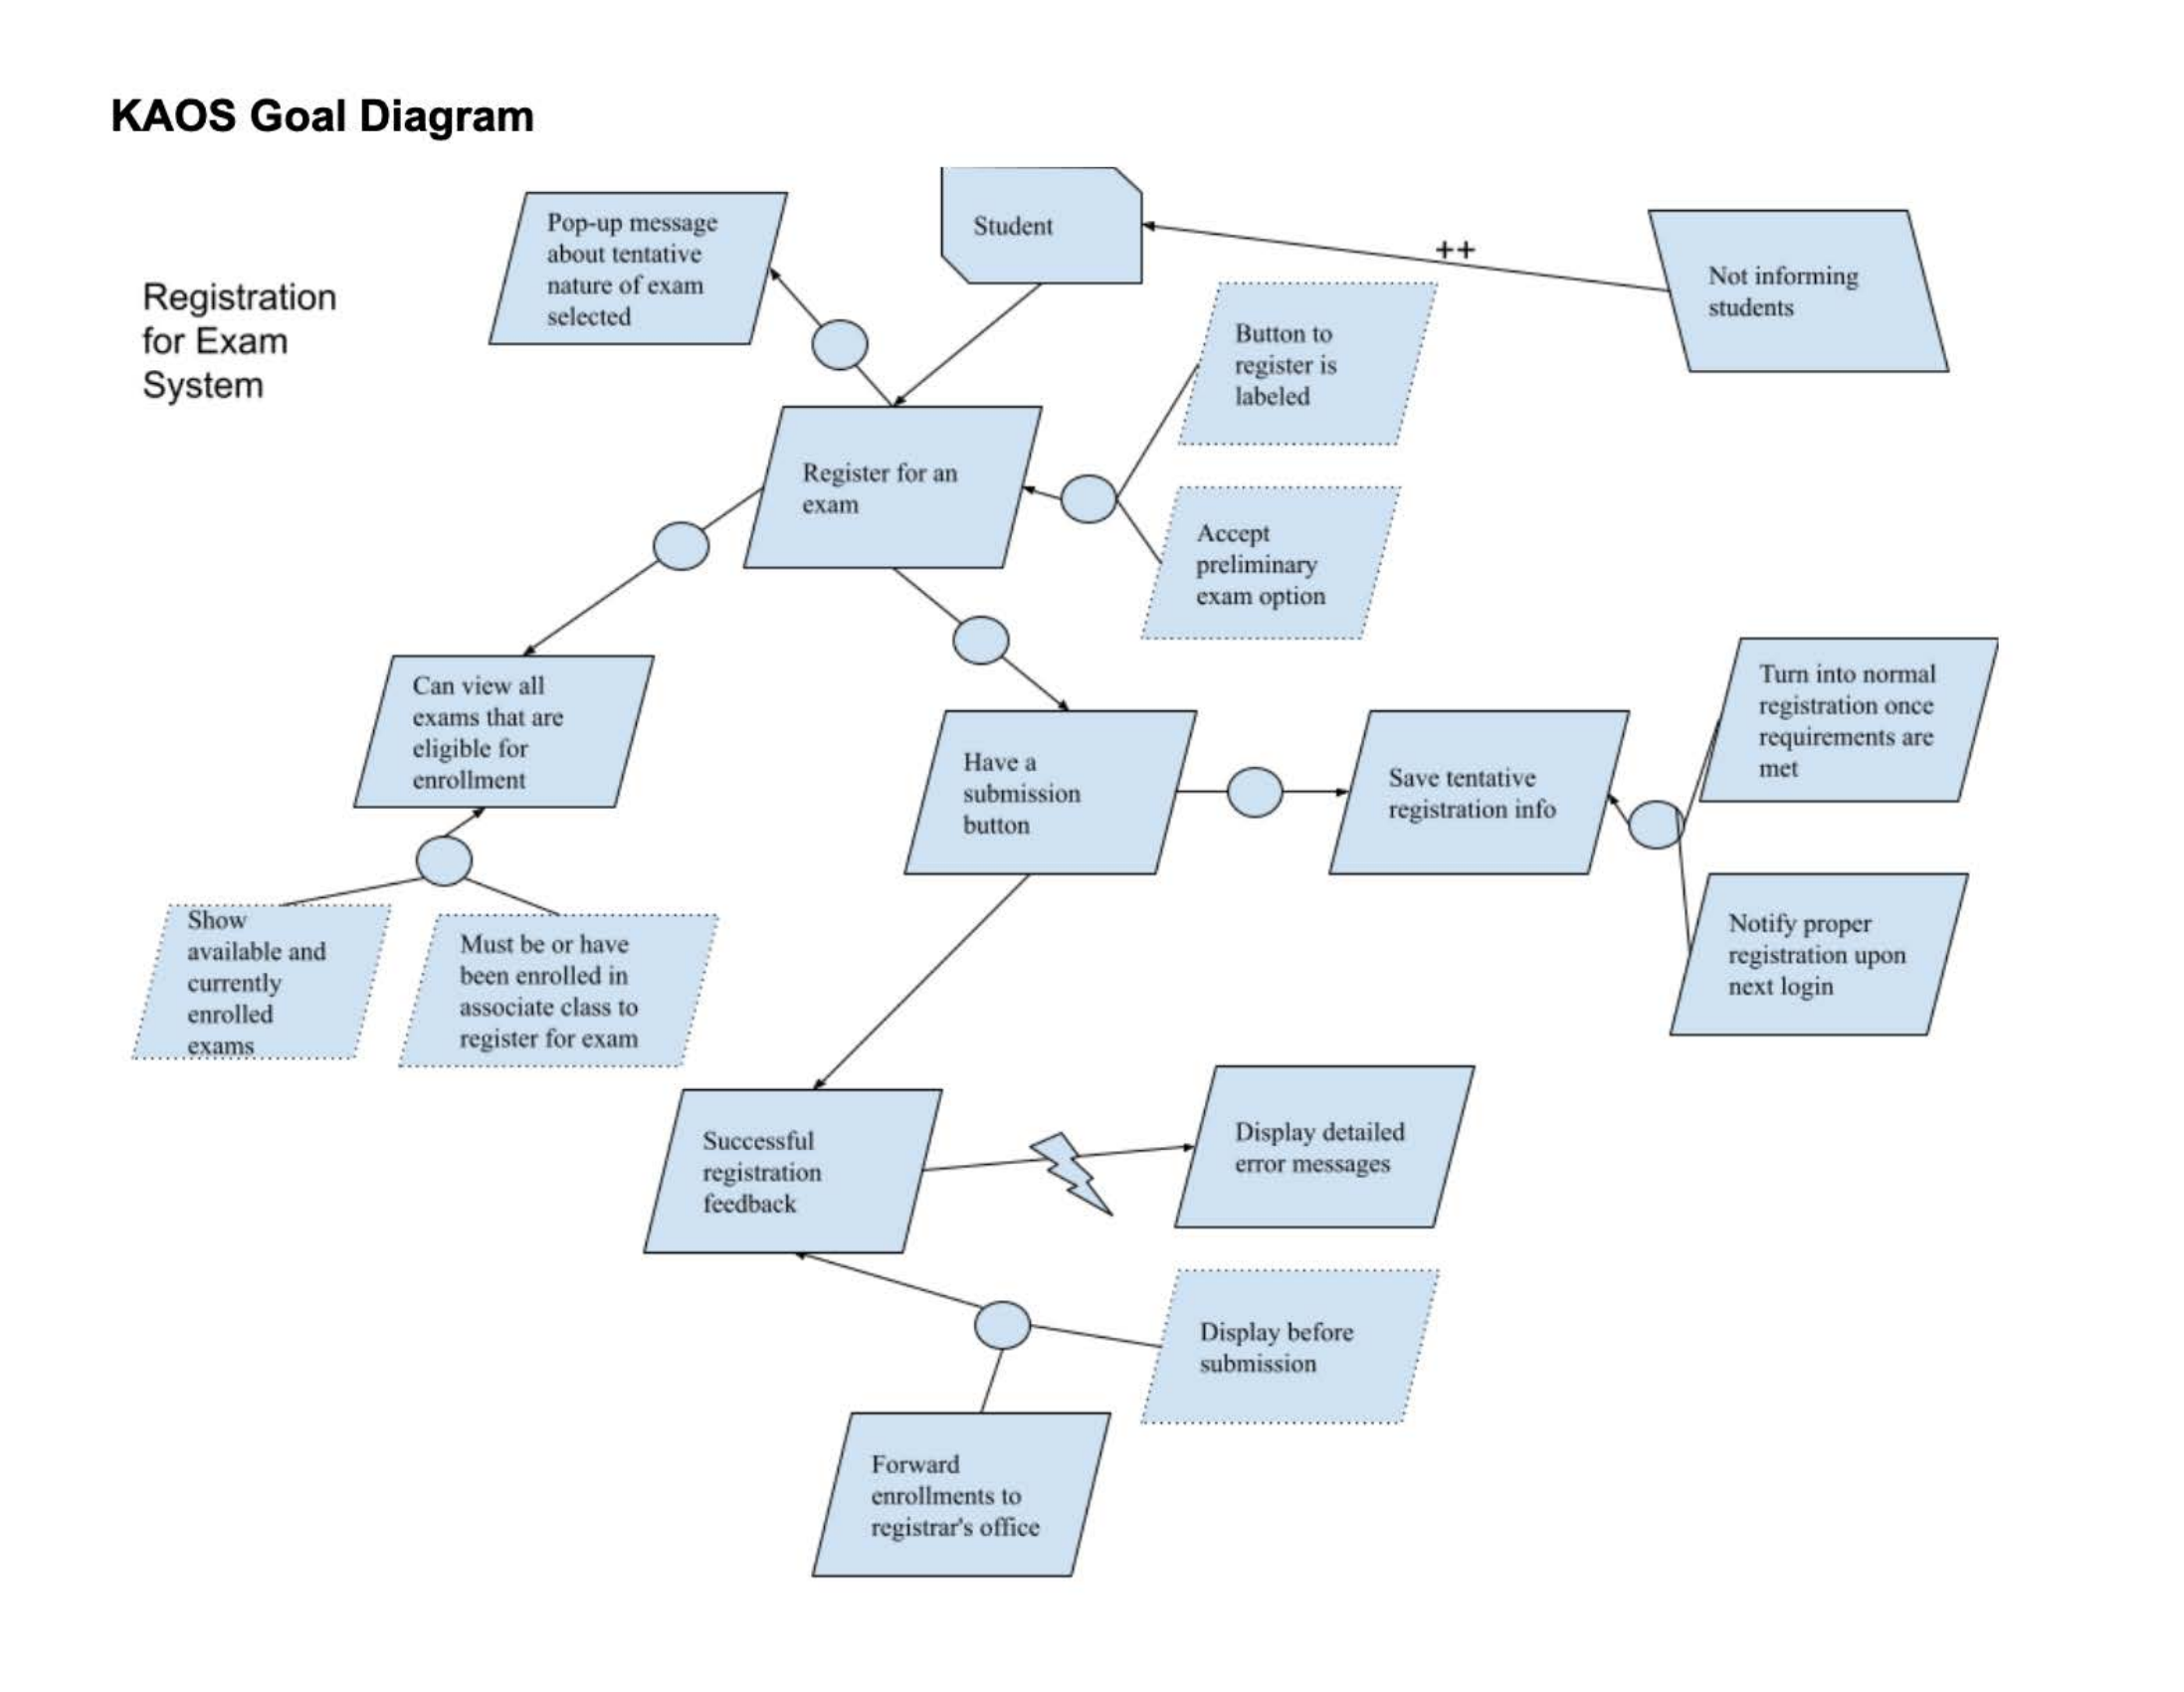 KAOS Goal Diagram
Registration
for Exam
System
Pop-up message
about tentative
nature of exam
selected
Student
++
Not informing
students
Button to
register is
labeled
Register for an
exam
Accept
preliminary
exam option
Can view all
exams that are
eligible for
enrollment
Have a
submission
button
Save tentative
registration info
Turn into normal
registration once
requirements are
met
Notify proper
registration upon
next login
Show
available and
currently
enrolled
exams
Must be or have
been enrolled in
associate class to
register for exam
Successful
registration
feedback
Display detailed
error messages
Display before
submission
Forward
enrollments to
registrar's office